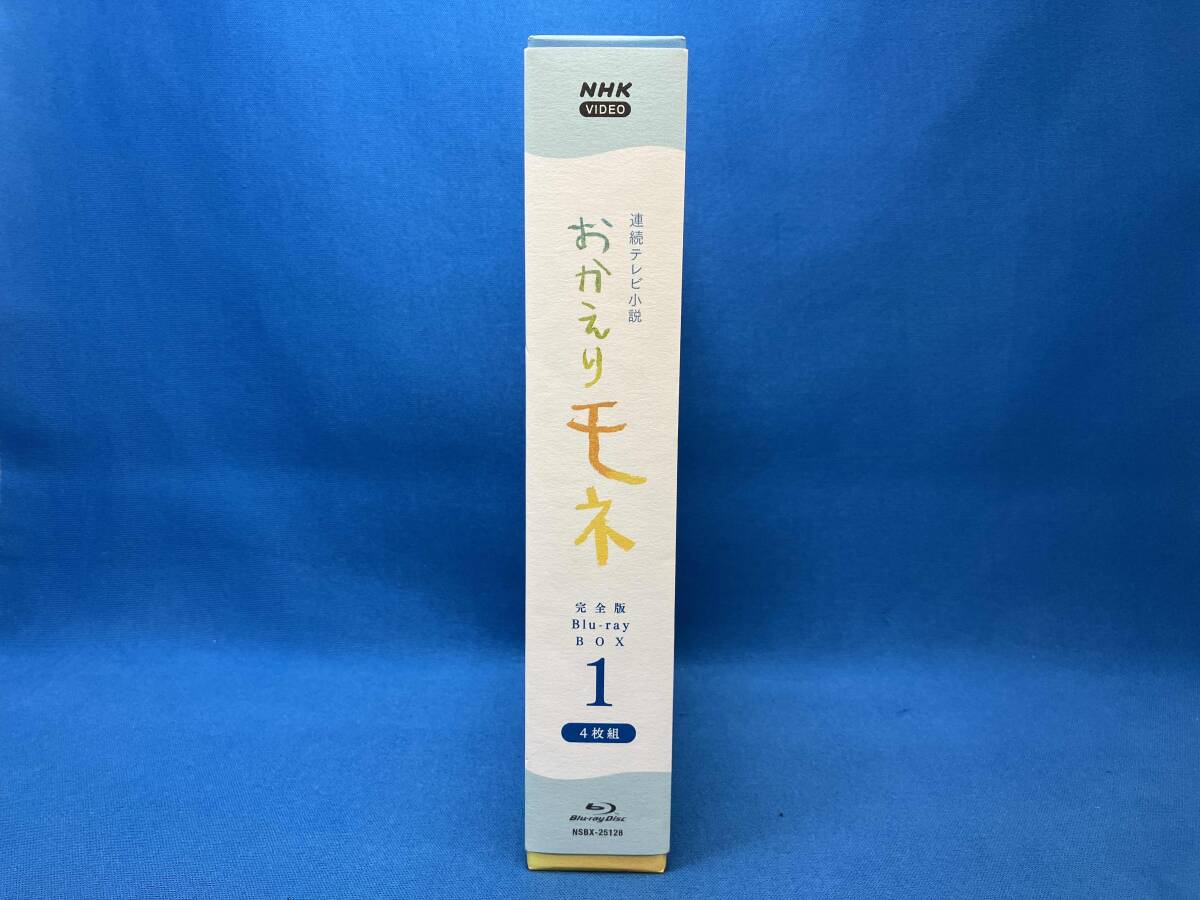 NHK
VIDEO
連続テレビ小説
おかえり モネ
完全版
Blu-ray
BOX
1
4枚組
Blu-ray Disc
NSBX-25128